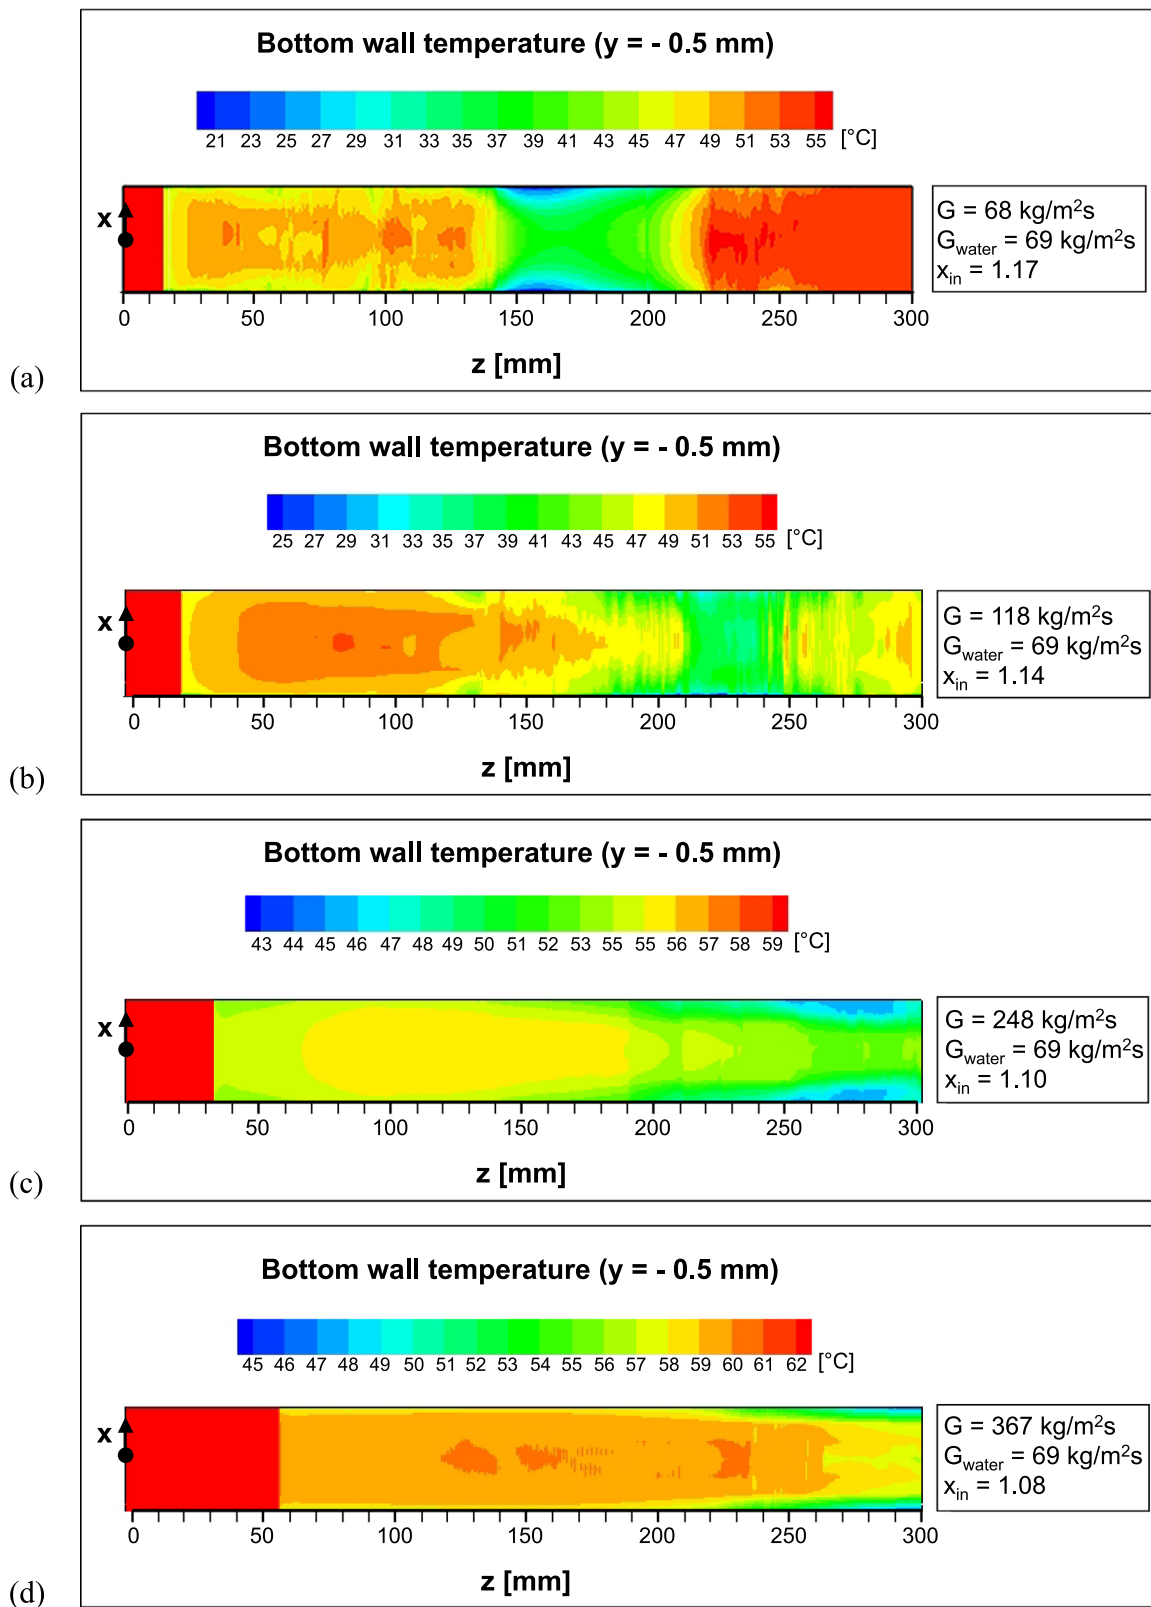 Bottom wall temperature (y = - 0.5 mm)
21 23 25 27 29 31 33 35 37 39 41 43 45 47 49 51 53 55 [°C]
x
G = 68 kg/m²s
G_water = 69 kg/m²s
x_in = 1.17
0 50 100 150 200 250 300
z [mm]
(a)
Bottom wall temperature (y = - 0.5 mm)
25 27 29 31 33 35 37 39 41 43 45 47 49 51 53 55 [°C]
x
G = 118 kg/m²s
G_water = 69 kg/m²s
x_in = 1.14
0 50 100 150 200 250 300
z [mm]
(b)
Bottom wall temperature (y = - 0.5 mm)
43 44 45 46 47 48 49 50 51 52 53 55 55 56 57 58 59 [°C]
x
G = 248 kg/m²s
G_water = 69 kg/m²s
x_in = 1.10
0 50 100 150 200 250 300
z [mm]
(c)
Bottom wall temperature (y = - 0.5 mm)
45 46 47 48 49 50 51 52 53 54 55 56 57 58 59 60 61 62 [°C]
x
G = 367 kg/m²s
G_water = 69 kg/m²s
x_in = 1.08
0 50 100 150 200 250 300
z [mm]
(d)